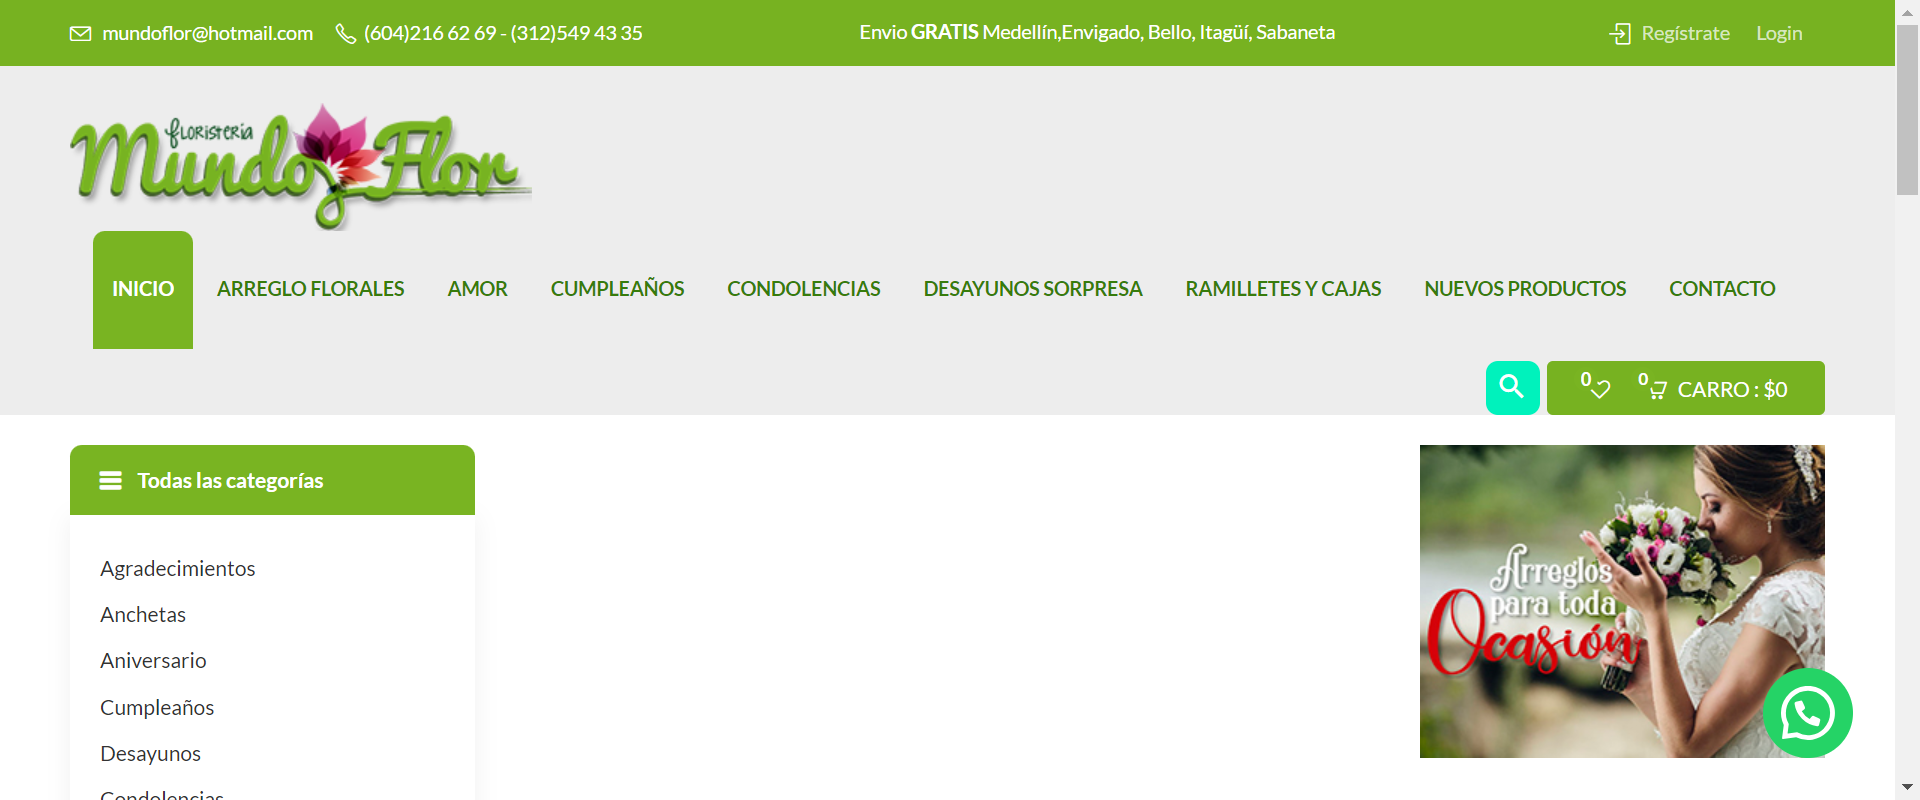 mundoflor@hotmail.com
(604)216 62 69 - (312)549 43 35
Envio GRATIS Medellín,Envigado, Bello, Itagüí, Sabaneta
Regístrate
Login
floristería
Mundo Flor
INICIO
ARREGLO FLORALES
AMOR
CUMPLEAÑOS
CONDOLENCIAS
DESAYUNOS SORPRESA
RAMILLETES Y CAJAS
NUEVOS PRODUCTOS
CONTACTO
0
0
CARRO : $0
Todas las categorías
Agradecimientos
Anchetas
Aniversario
Cumpleaños
Desayunos
Condolencias
Arreglos
para toda
Ocasión